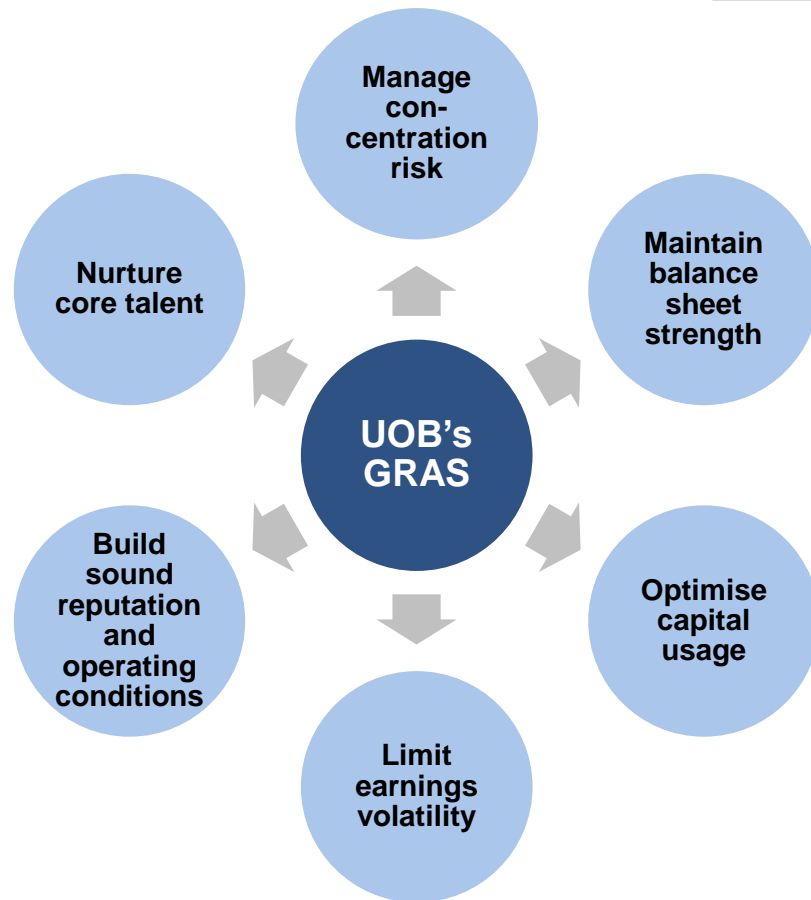 Manage
con-
centration
risk
Maintain
balance
sheet
strength
Optimise
capital
usage
Limit
earnings
volatility
Build
sound
reputation
and
operating
conditions
Nurture
core talent
UOB’s
GRAS